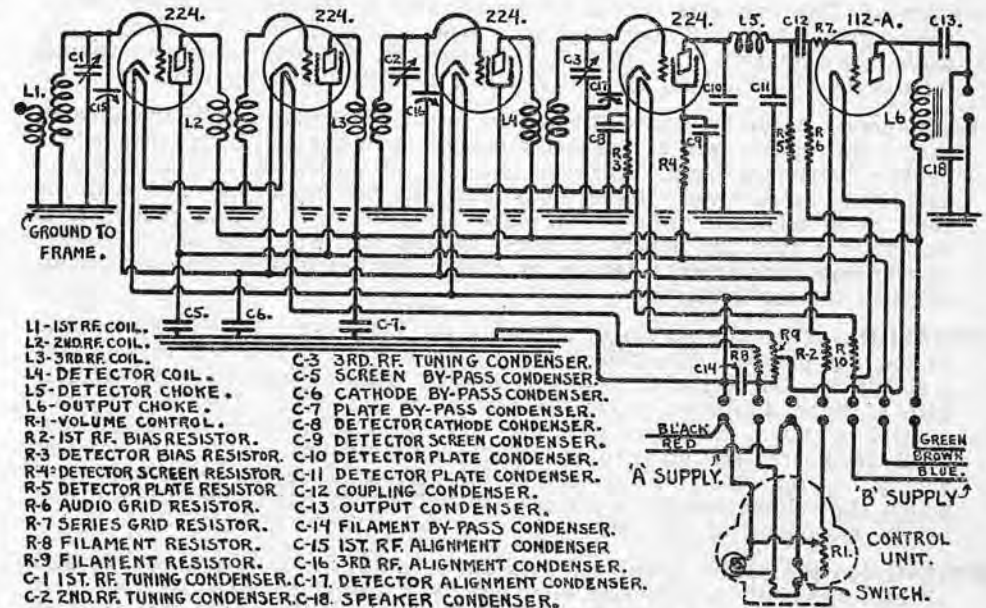 224. 224. 224. 224. L5. C12 R7. 112-A. C13.
C1 C2 C3
L1. C15 C16 C17 C10 C11
L2 L3 L4 L6
C8 C9
R3 R4 R5 R6 C18
GROUND TO
FRAME.
C5. C6. C-7.
R9
C14 R8 R-2 R10
L1-1ST RF COIL.
L2-2ND.RF. COIL.
L3-3RD.RF. COIL.
L4-DETECTOR COIL.
L5-DETECTOR CHOKE.
L6-OUTPUT CHOKE.
R-1-VOLUME CONTROL.
R2-1ST RF. BIAS RESISTOR.
R-3 DETECTOR BIAS RESISTOR.
R-4-DETECTOR SCREEN RESISTOR
R-5 DETECTOR PLATE RESISTOR
R-6 AUDIO GRID RESISTOR.
R-7 SERIES GRID RESISTOR.
R-8 FILAMENT RESISTOR.
R-9 FILAMENT RESISTOR.
C-1 1ST. RF. TUNING CONDENSER.
C-2 2ND.RF. TUNING CONDENSER.
C-3 3RD. RF. TUNING CONDENSER.
C-5 SCREEN BY-PASS CONDENSER.
C-6 CATHODE BY-PASS CONDENSER.
C-7 PLATE BY-PASS CONDENSER.
C-8 DETECTOR CATHODE CONDENSER.
C-9 DETECTOR SCREEN CONDENSER.
C-10 DETECTOR PLATE CONDENSER.
C-11 DETECTOR PLATE CONDENSER.
C-12 COUPLING CONDENSER.
C-13 OUTPUT CONDENSER.
C-14 FILAMENT BY-PASS CONDENSER.
C-15 1ST. RF. ALIGNMENT CONDENSER
C-16 3RD RF. ALIGNMENT CONDENSER.
C-17. DETECTOR ALIGNMENT CONDENSER.
C-18. SPEAKER CONDENSER.
BLACK
RED
'A' SUPPLY.
GREEN
BROWN
BLUE.
'B' SUPPLY
R1.
CONTROL
UNIT.
SWITCH.